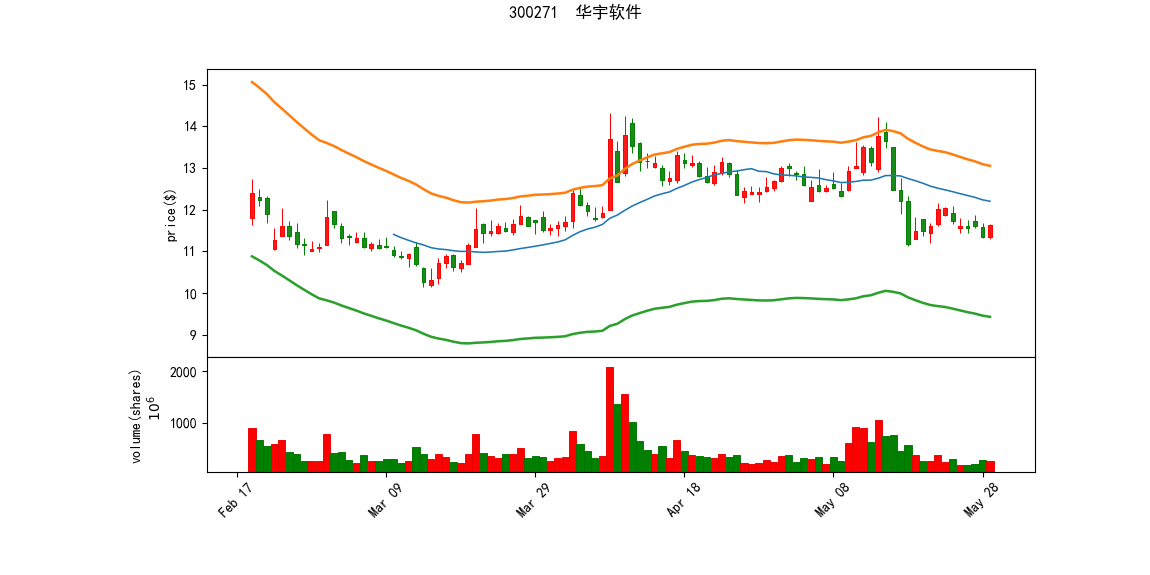 300271 华宇软件
15
14
13
12
11
10
9
price($)
2000
1000
volume(shares)
10^6
Feb 17
Mar 09
Mar 29
Apr 18
May 08
May 28